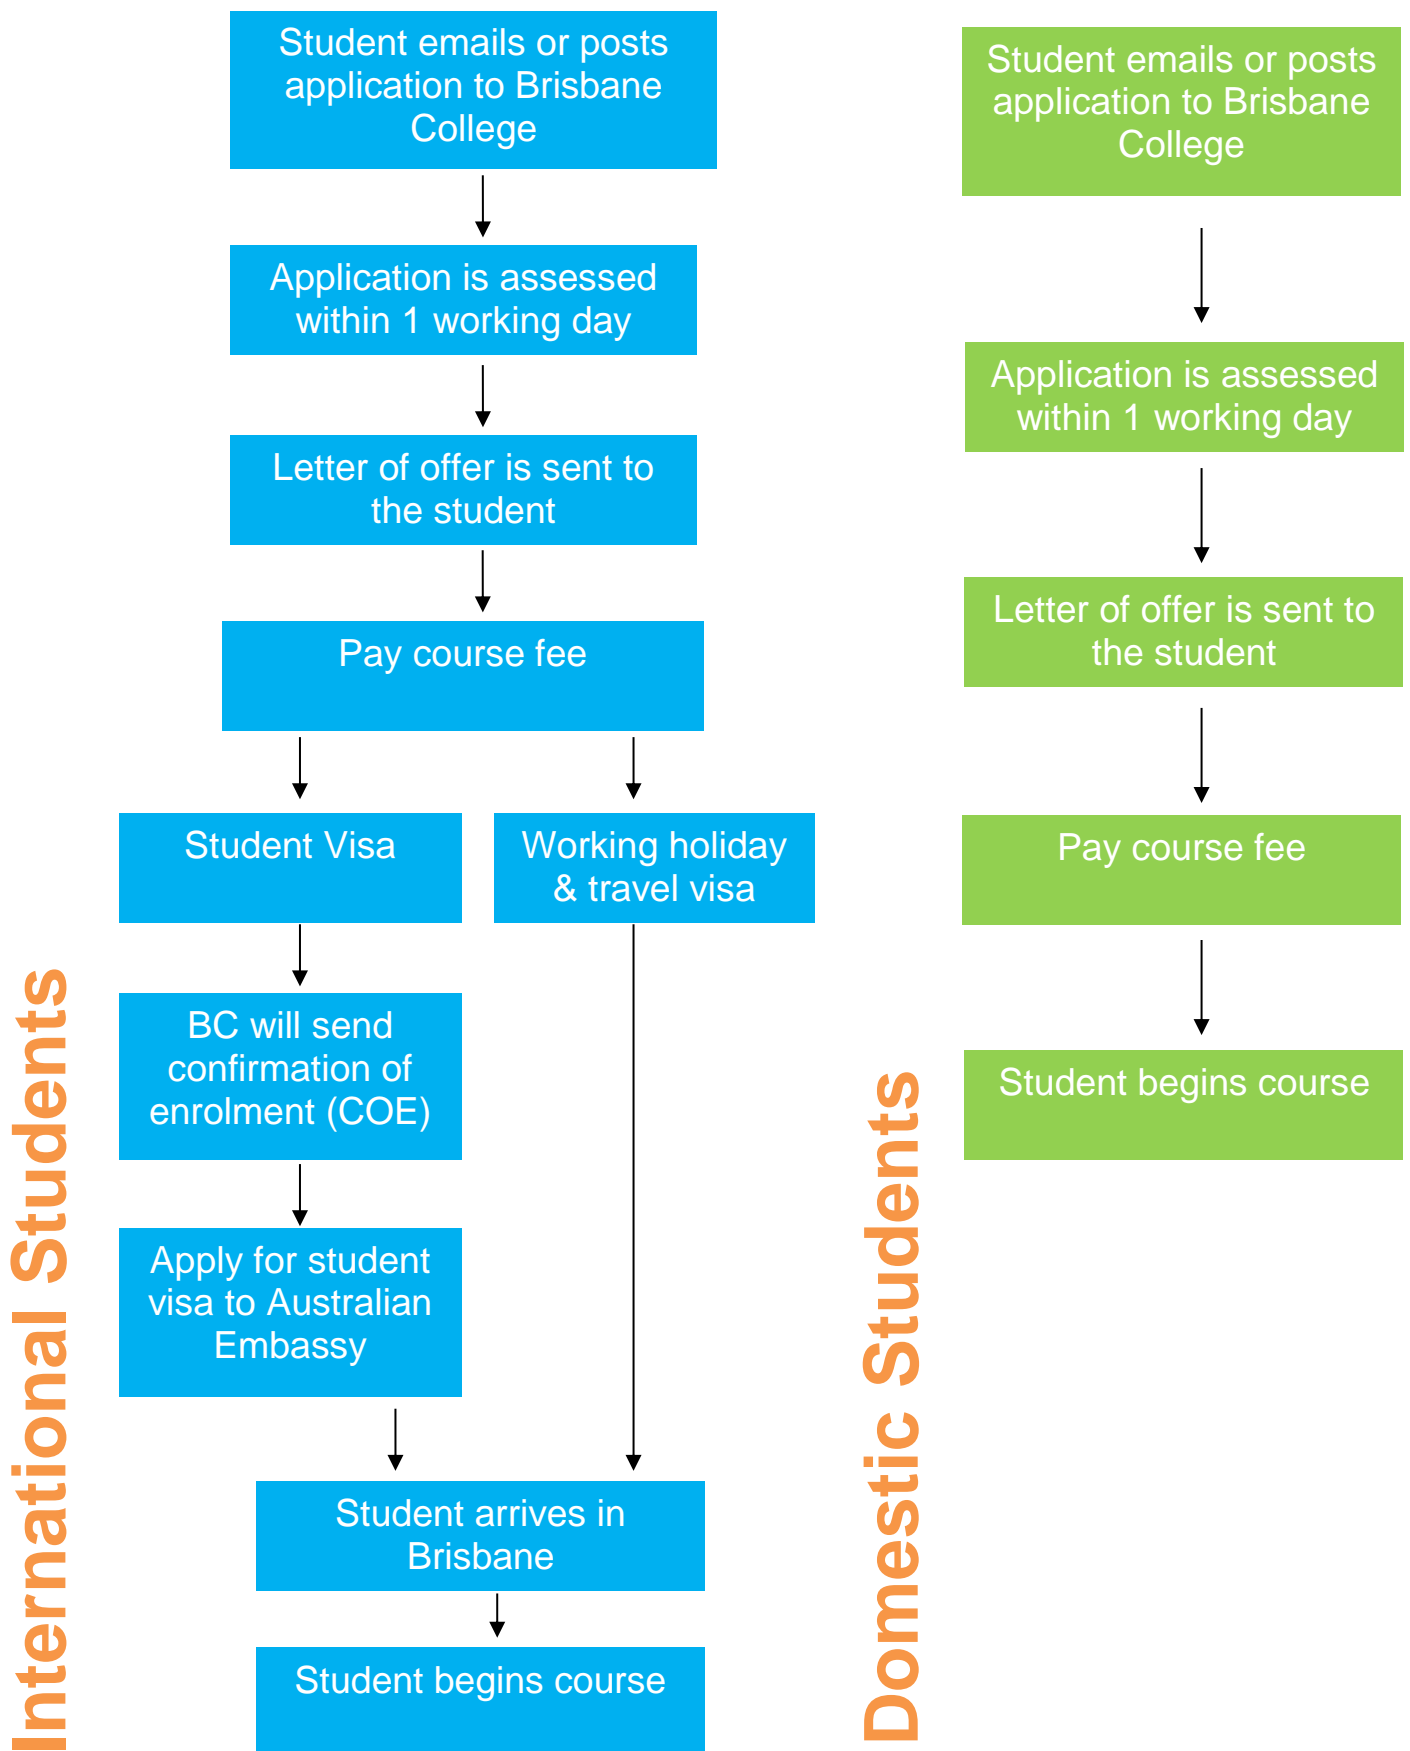 Student emails or posts
application to Brisbane
College
Application is assessed
within 1 working day
Letter of offer is sent to
the student
Pay course fee
Student Visa
Working holiday
& travel visa
BC will send
confirmation of
enrolment (COE)
Apply for student
visa to Australian
Embassy
Student arrives in
Brisbane
Student begins course
International Students
Student emails or posts
application to Brisbane
College
Application is assessed
within 1 working day
Letter of offer is sent to
the student
Pay course fee
Student begins course
Domestic Students